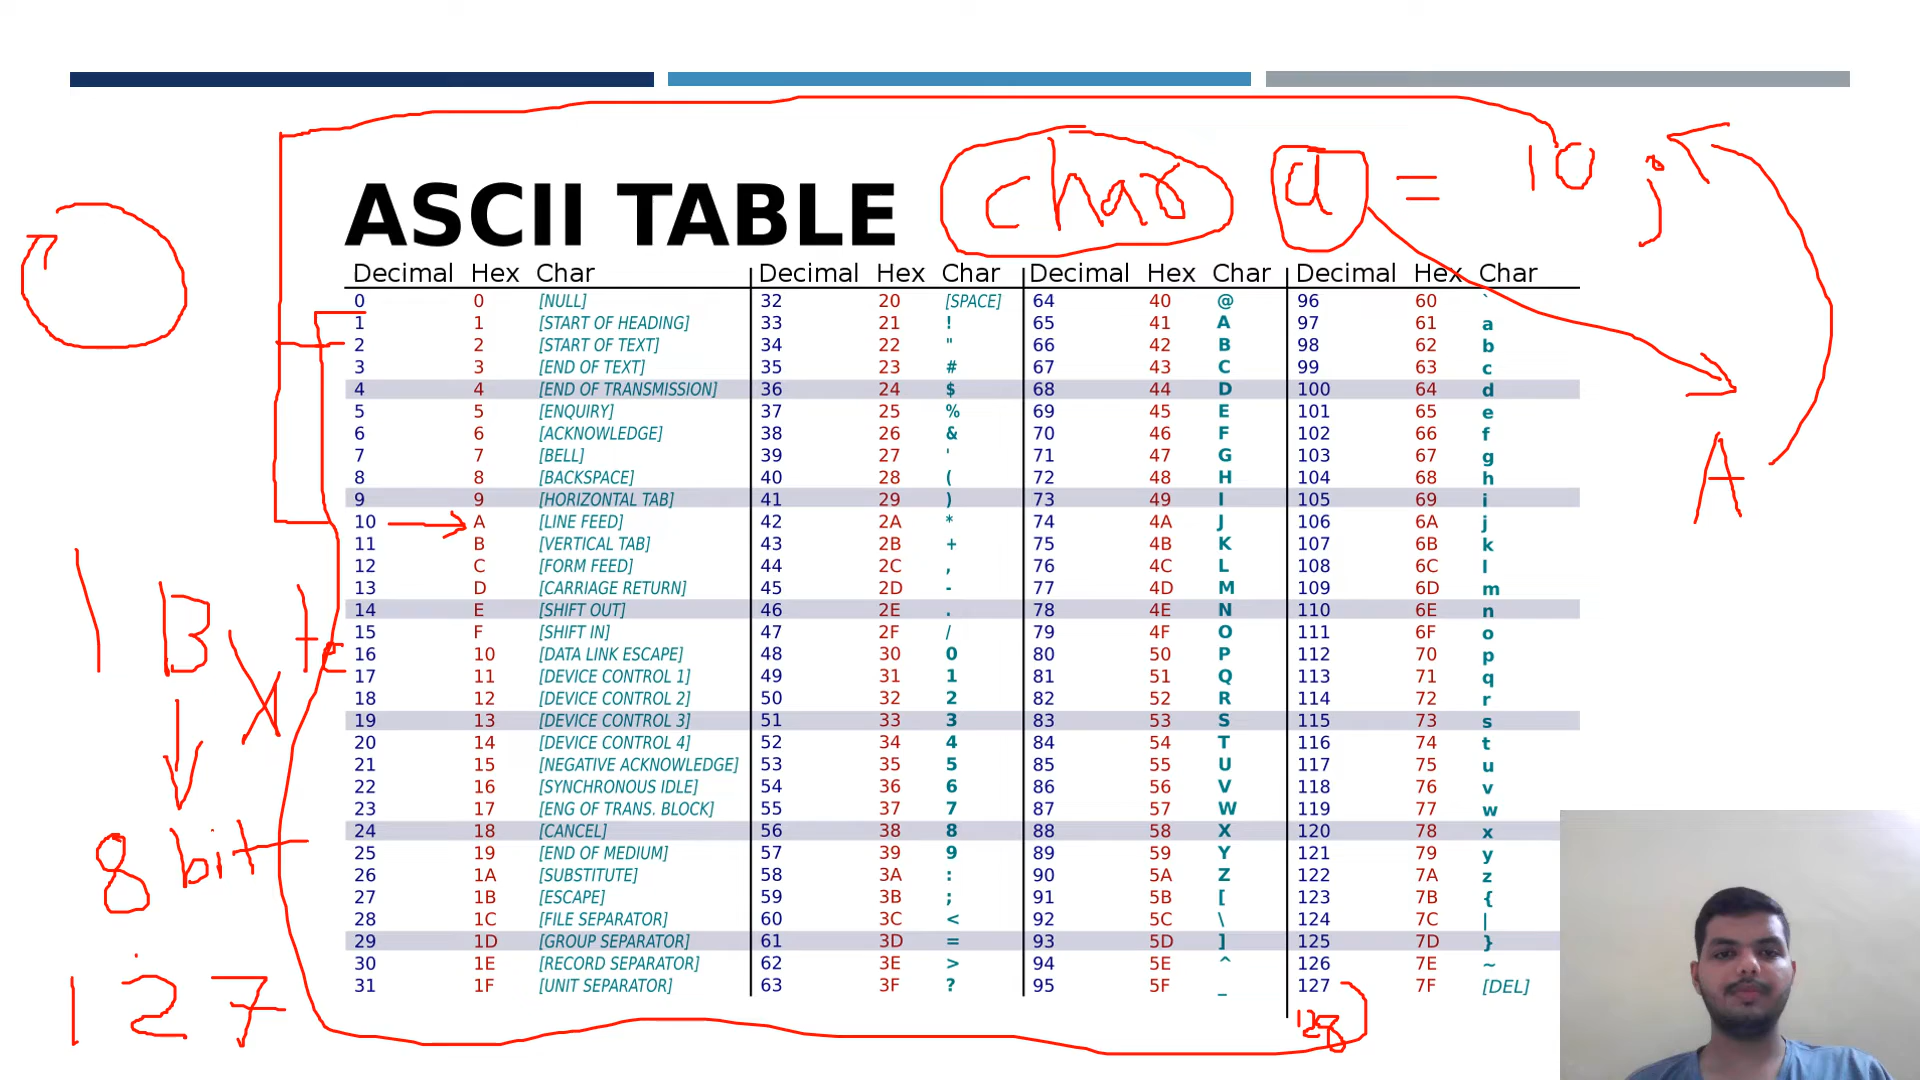 char a = 10;
ASCII TABLE
Decimal Hex Char Decimal Hex Char Decimal Hex Char Decimal Hex Char
0 0 [NULL] 32 20 [SPACE] 64 40 @ 96 60 `
1 1 [START OF HEADING] 33 21 ! 65 41 A 97 61 a
2 2 [START OF TEXT] 34 22 " 66 42 B 98 62 b
3 3 [END OF TEXT] 35 23 # 67 43 C 99 63 c
4 4 [END OF TRANSMISSION] 36 24 $ 68 44 D 100 64 d
5 5 [ENQUIRY] 37 25 % 69 45 E 101 65 e
6 6 [ACKNOWLEDGE] 38 26 & 70 46 F 102 66 f
7 7 [BELL] 39 27 ' 71 47 G 103 67 g
8 8 [BACKSPACE] 40 28 ( 72 48 H 104 68 h
9 9 [HORIZONTAL TAB] 41 29 ) 73 49 I 105 69 i
10 A [LINE FEED] 42 2A * 74 4A J 106 6A j
11 B [VERTICAL TAB] 43 2B + 75 4B K 107 6B k
12 C [FORM FEED] 44 2C , 76 4C L 108 6C l
13 D [CARRIAGE RETURN] 45 2D - 77 4D M 109 6D m
14 E [SHIFT OUT] 46 2E . 78 4E N 110 6E n
15 F [SHIFT IN] 47 2F / 79 4F O 111 6F o
16 10 [DATA LINK ESCAPE] 48 30 0 80 50 P 112 70 p
17 11 [DEVICE CONTROL 1] 49 31 1 81 51 Q 113 71 q
18 12 [DEVICE CONTROL 2] 50 32 2 82 52 R 114 72 r
19 13 [DEVICE CONTROL 3] 51 33 3 83 53 S 115 73 s
20 14 [DEVICE CONTROL 4] 52 34 4 84 54 T 116 74 t
21 15 [NEGATIVE ACKNOWLEDGE] 53 35 5 85 55 U 117 75 u
22 16 [SYNCHRONOUS IDLE] 54 36 6 86 56 V 118 76 v
23 17 [ENG OF TRANS. BLOCK] 55 37 7 87 57 W 119 77 w
24 18 [CANCEL] 56 38 8 88 58 X 120 78 x
25 19 [END OF MEDIUM] 57 39 9 89 59 Y 121 79 y
26 1A [SUBSTITUTE] 58 3A : 90 5A Z 122 7A z
27 1B [ESCAPE] 59 3B ; 91 5B [ 123 7B {
28 1C [FILE SEPARATOR] 60 3C < 92 5C \ 124 7C |
29 1D [GROUP SEPARATOR] 61 3D = 93 5D ] 125 7D }
30 1E [RECORD SEPARATOR] 62 3E > 94 5E ^ 126 7E ~
31 1F [UNIT SEPARATOR] 63 3F ? 95 5F _ 127 7F [DEL]
A
1 Byte
8 bit
127
128